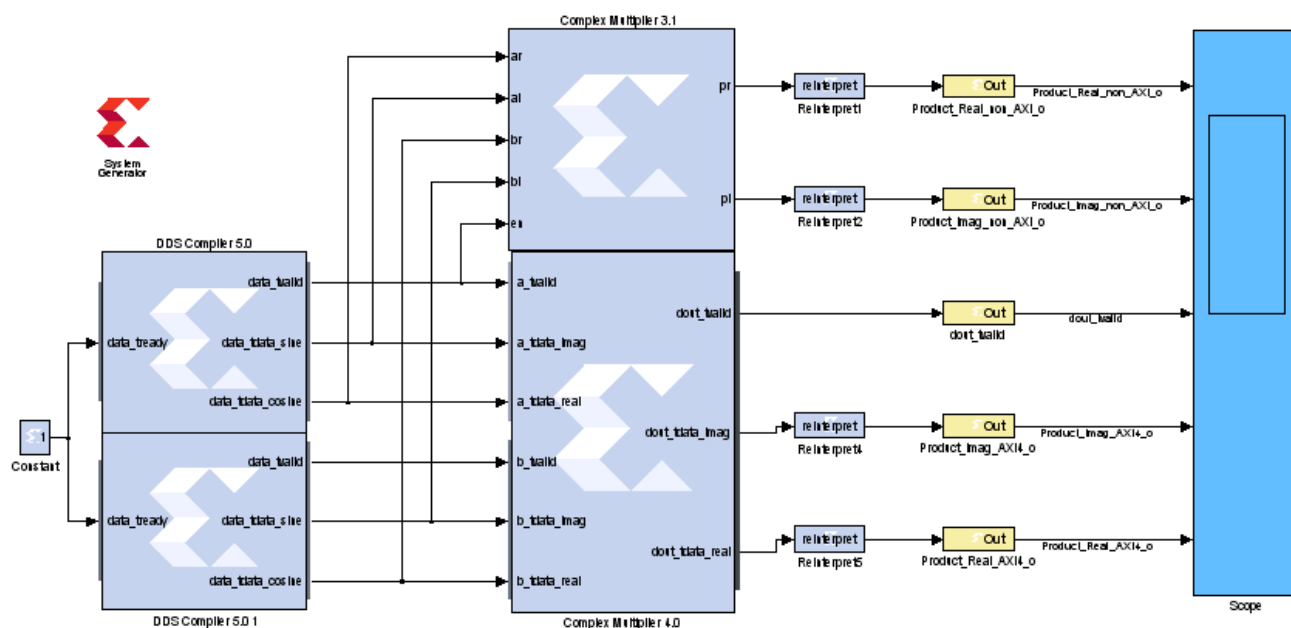 Complex Multiplier 3.1
ar
ai
br
bi
en
pr
pi
reinterpret
Reinterpret1
Out
Product_Real_non_AXI_o
Product_Real_non_AXI_o
reinterpret
Reinterpret2
Out
Product_Imag_non_AXI_o
Product_Imag_non_AXI_o
System
Generator
DDS Compiler 5.0
data_tready
data_tvalid
data_tdata_sine
data_tdata_cosine
1
Constant
data_tready
data_tvalid
data_tdata_sine
data_tdata_cosine
DDS Compiler 5.0 1
a_tvalid
a_tdata_imag
a_tdata_real
b_tvalid
b_tdata_imag
b_tdata_real
dout_tvalid
dout_tdata_imag
dout_tdata_real
Complex Multiplier 4.0
Out
dout_tvalid
dout_tvalid
reinterpret
Reinterpret4
Out
Product_Imag_AXI4_o
Product_Imag_AXI4_o
reinterpret
Reinterpret5
Out
Product_Real_AXI4_o
Product_Real_AXI4_o
Scope